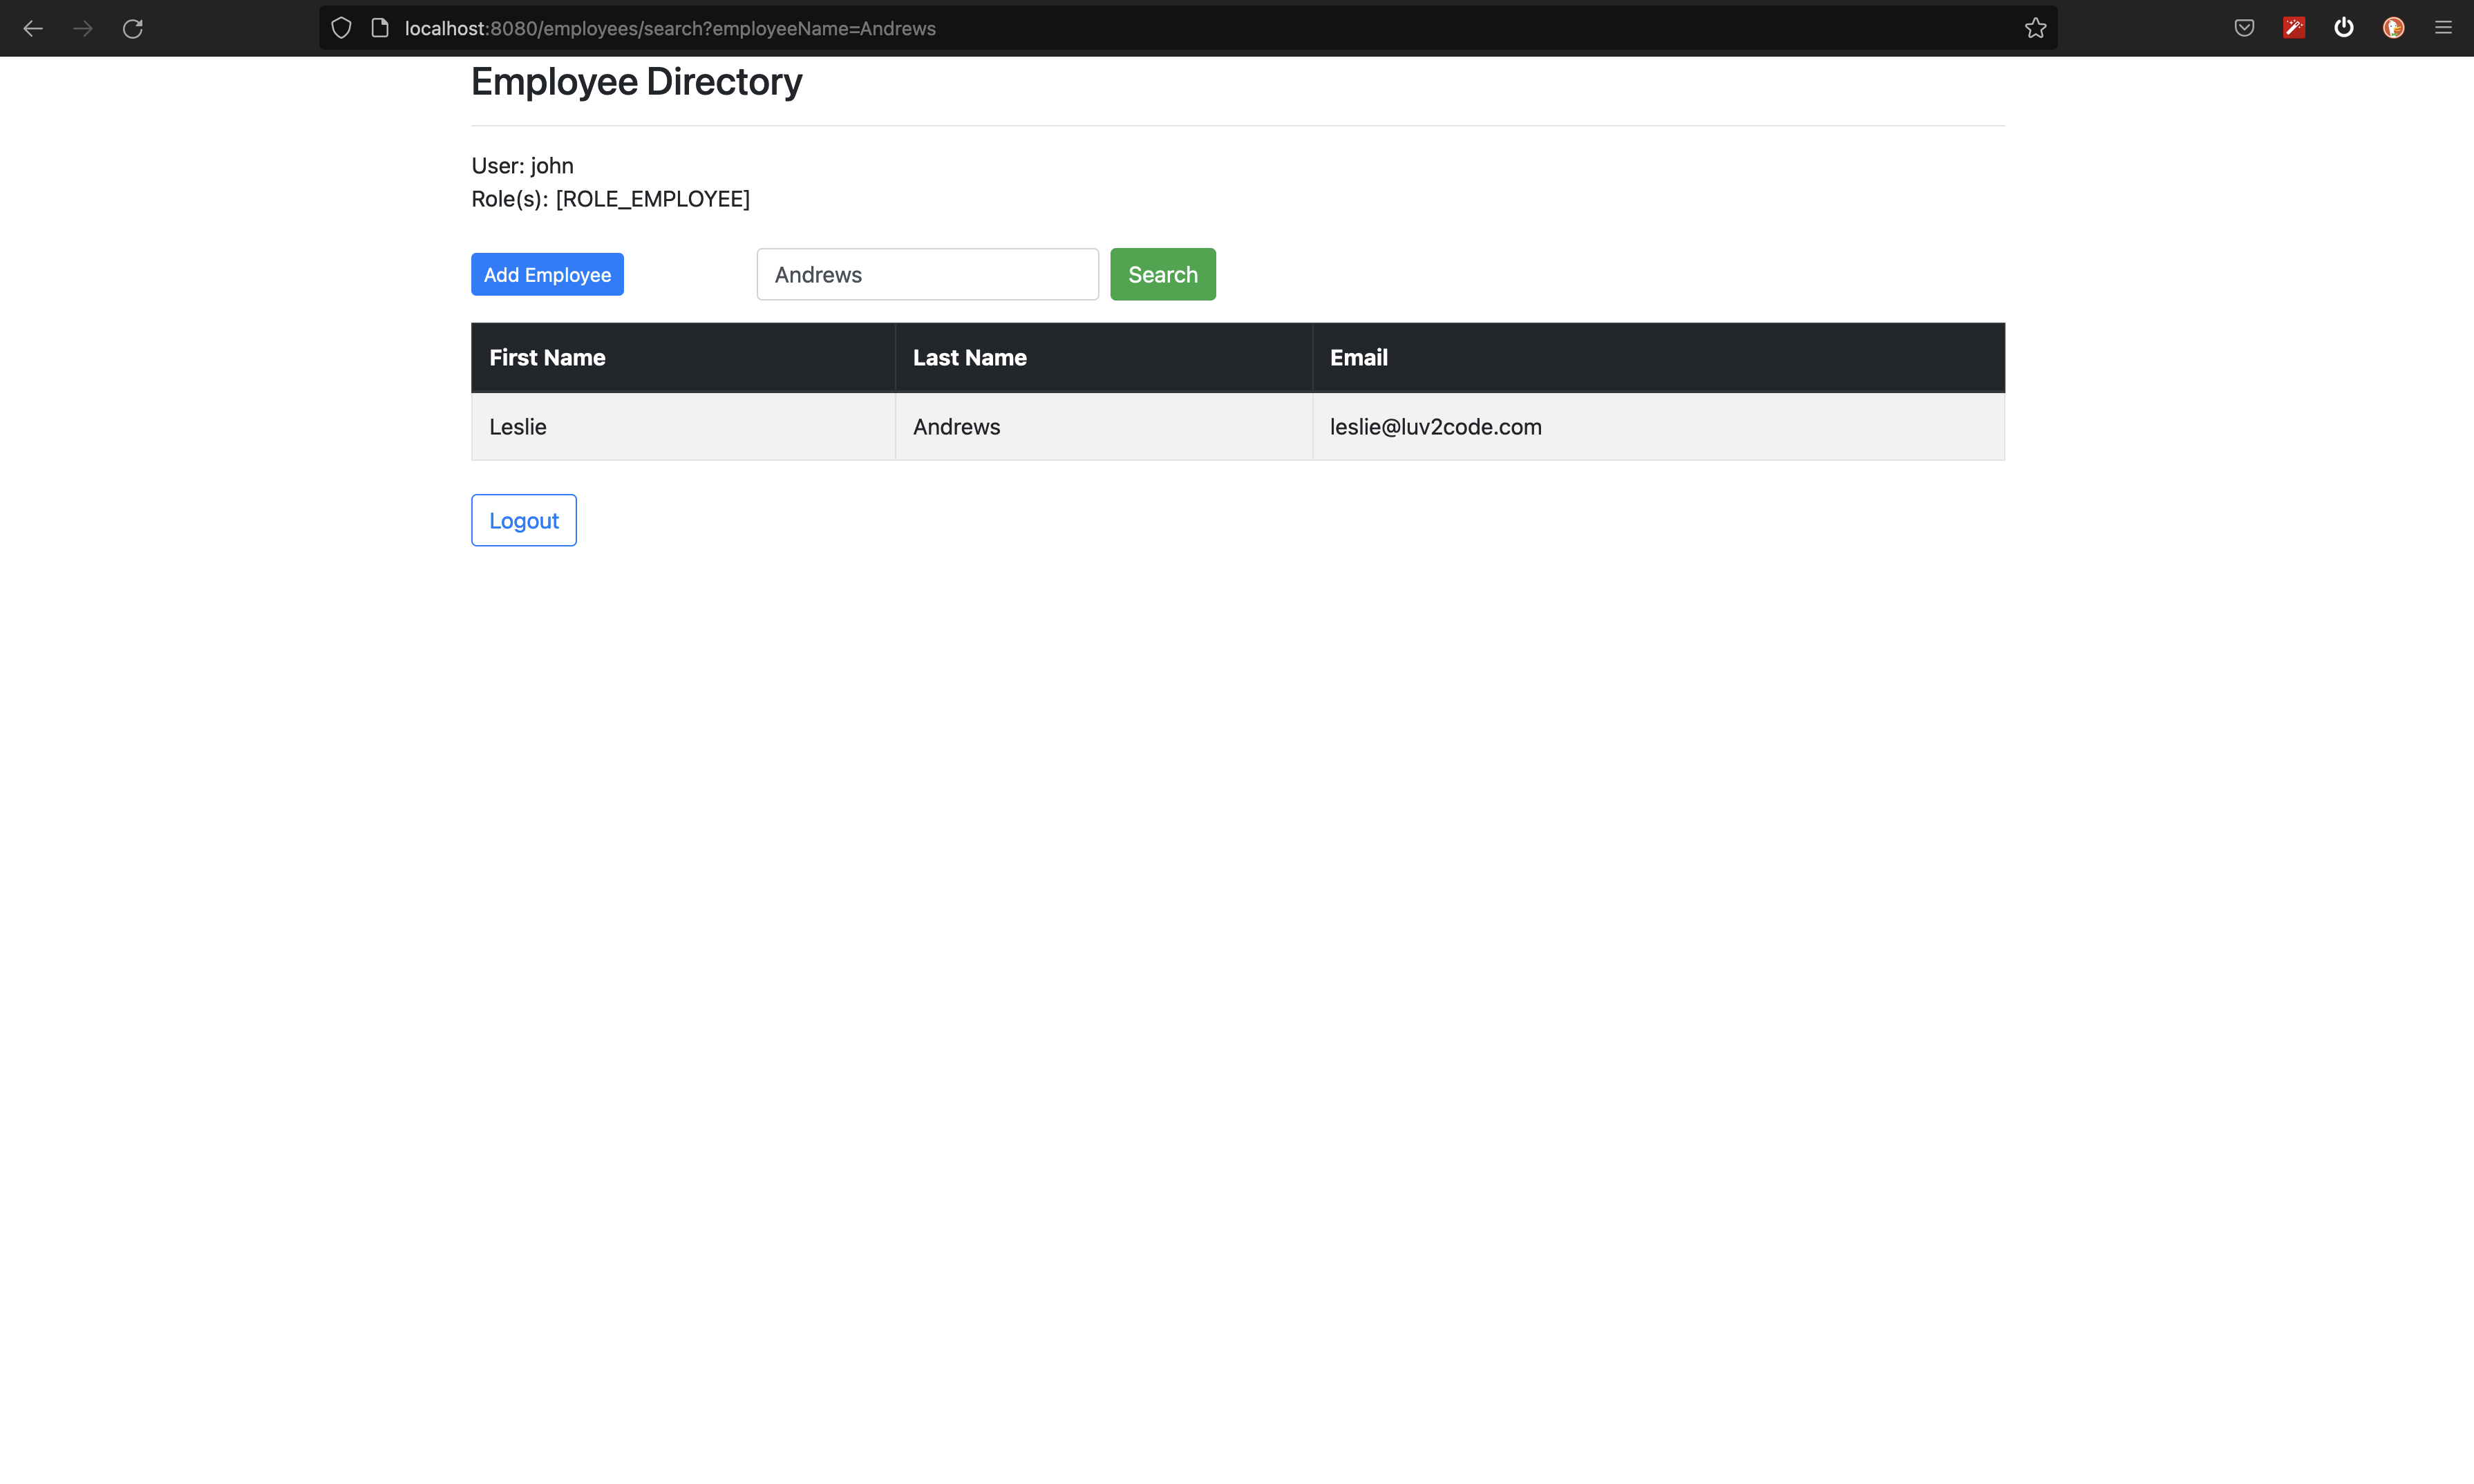 localhost:8080/employees/search?employeeName=Andrews
Employee Directory
User: john
Role(s): [ROLE_EMPLOYEE]
Add Employee Andrews Search
First Name Last Name Email
Leslie Andrews leslie@luv2code.com
Logout